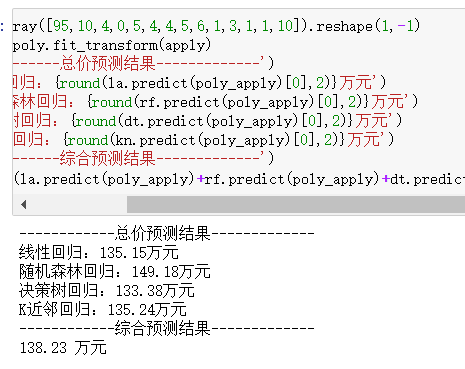 :
ray([95,10,4,0,5,4,4,5,6,1,3,1,1,10]).reshape(1,-1)
poly.fit_transform(apply)
------总价预测结果-------------')
回归: {round(la.predict(poly_apply)[0],2)}万元')
森林回归: {round(rf.predict(poly_apply)[0],2)}万元')
树回归: {round(dt.predict(poly_apply)[0],2)}万元')
回归: {round(kn.predict(poly_apply)[0],2)}万元')
------综合预测结果-------------')
(la.predict(poly_apply)+rf.predict(poly_apply)+dt.predict
------------总价预测结果-------------
线性回归: 135.15万元
随机森林回归: 149.18万元
决策树回归: 133.38万元
K近邻回归: 135.24万元
------------综合预测结果-------------
138.23 万元